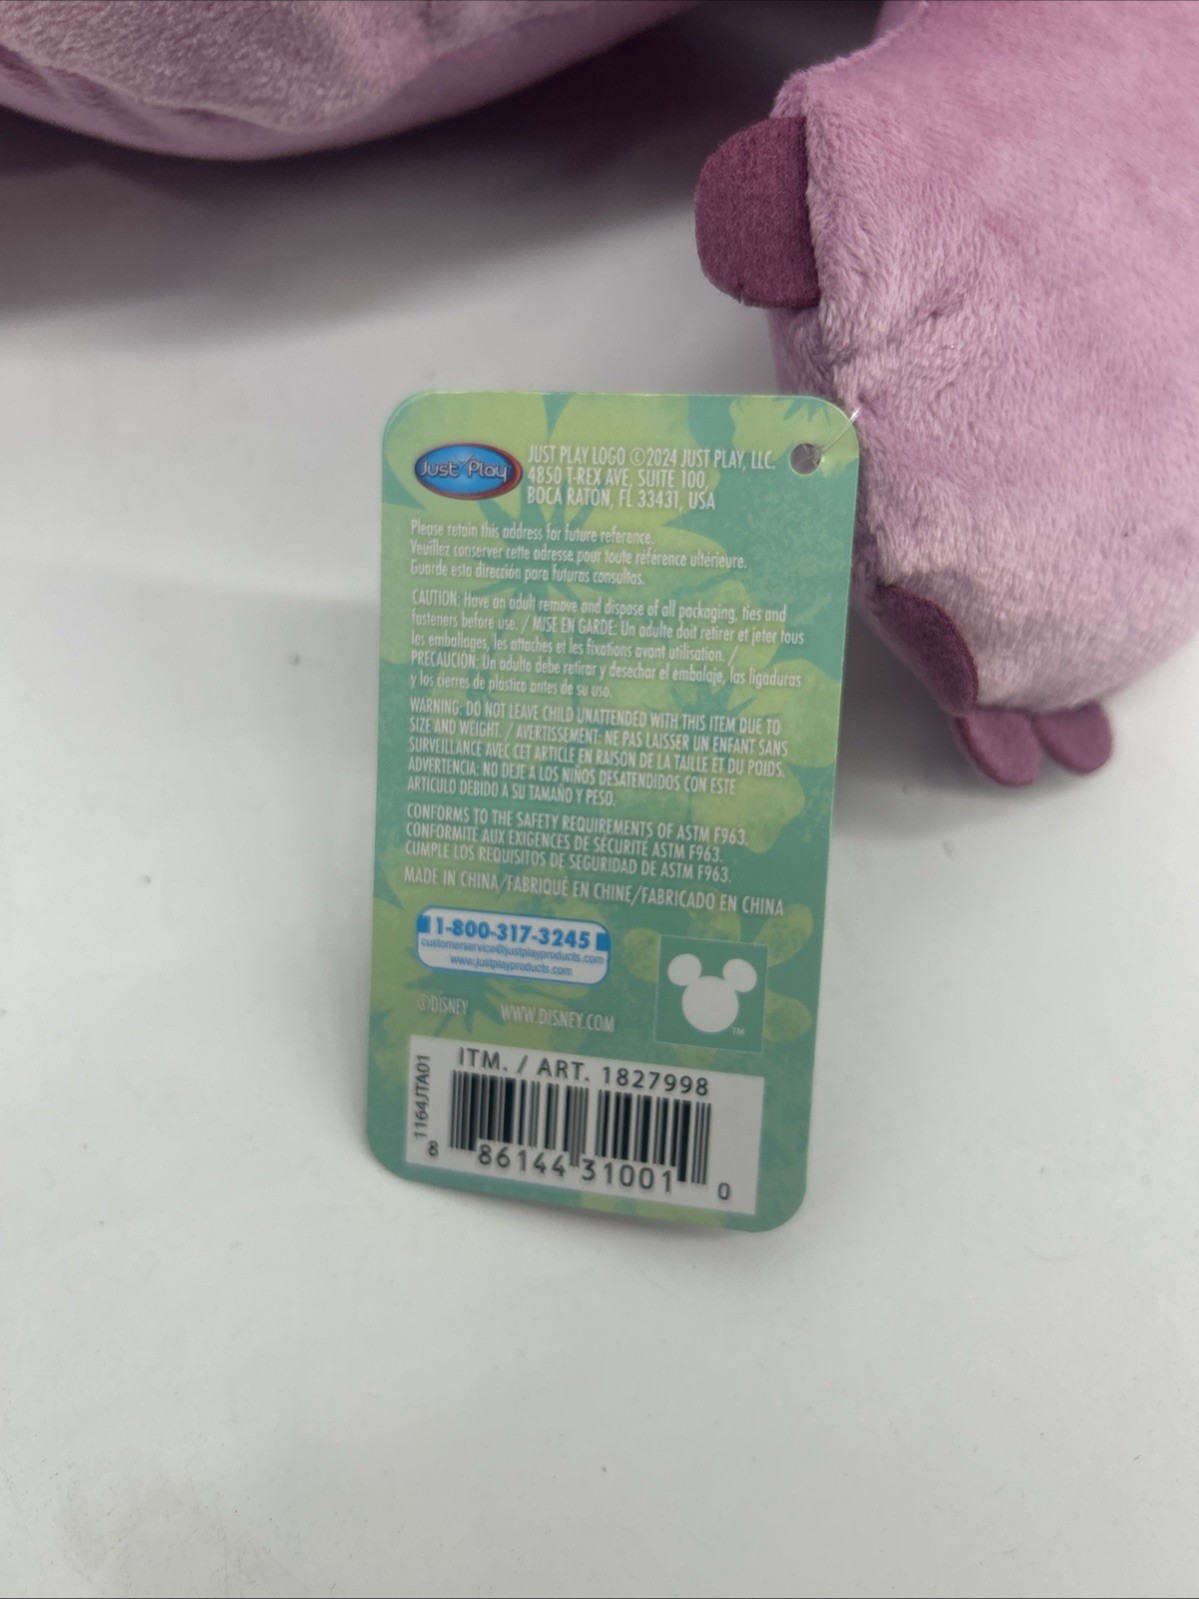 Just Play
JUST PLAY LOGO ©2024 JUST PLAY, LLC.
4850 T-REX AVE, SUITE 100,
BOCA RATON, FL 33431, USA
Please retain this address for future reference.
Veuillez conserver cette adresse pour toute référence ultérieure.
Guarde esta dirección para futuras consultas.
CAUTION: Have an adult remove and dispose of all packaging, ties and
fasteners before use. / MISE EN GARDE: Un adulte doit retirer et jeter tous
les emballages, les attaches et les fixations avant utilisation. /
PRECAUCIÓN: Un adulto debe retirar y desechar el embalaje, las ligaduras
y los cierres de plástico antes de su uso.
WARNING: DO NOT LEAVE CHILD UNATTENDED WITH THIS ITEM DUE TO
SIZE AND WEIGHT. / AVERTISSEMENT: NE PAS LAISSER UN ENFANT SANS
SURVEILLANCE AVEC CET ARTICLE EN RAISON DE LA TAILLE ET DU POIDS.
ADVERTENCIA: NO DEJE A LOS NIÑOS DESATENDIDOS CON ESTE
ARTICULO DEBIDO A SU TAMAÑO Y PESO.
CONFORMS TO THE SAFETY REQUIREMENTS OF ASTM F963.
CONFORMITÉ AUX EXIGENCES DE SÉCURITÉ ASTM F963.
CUMPLE LOS REQUISITOS DE SEGURIDAD DE ASTM F963.
MADE IN CHINA/FABRIQUÉ EN CHINE/FABRICADO EN CHINA
1-800-317-3245
customerservice@justplayproducts.com
www.justplayproducts.com
©DISNEY WWW.DISNEY.COM
TM
ITM. / ART. 1827998
1164JTA01
8 86144 31001 0